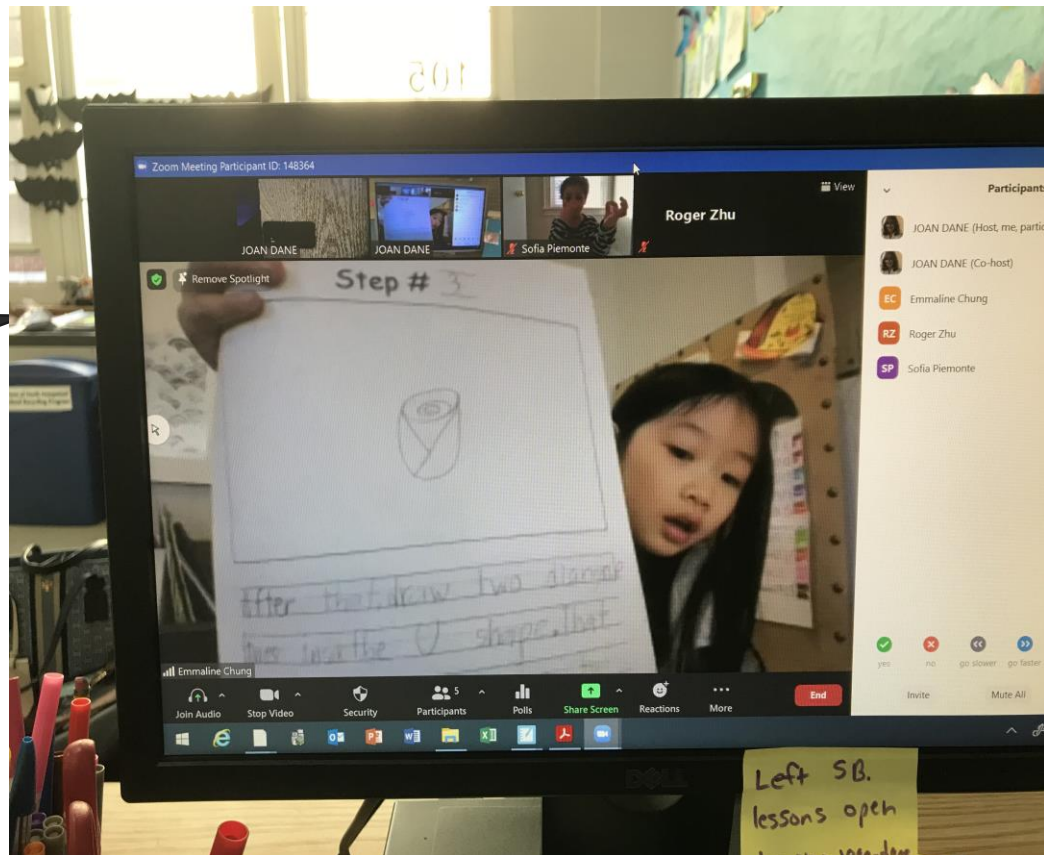 105
Zoom Meeting Participant ID: 148364
JOAN DANE
JOAN DANE
Sofia Piemonte
Roger Zhu
View
Participants
JOAN DANE (Host, me, partic
JOAN DANE (Co-host)
EC Emmaline Chung
RZ Roger Zhu
SP Sofia Piemonte
Remove Spotlight
Step # 3
After that, draw two
the U shape. That
Emmaline Chung
yes
no
go slower
go faster
Join Audio
Stop Video
Security
5
Participants
Polls
Share Screen
Reactions
More
End
Invite
Mute All
DELL
Left SB.
lessons open